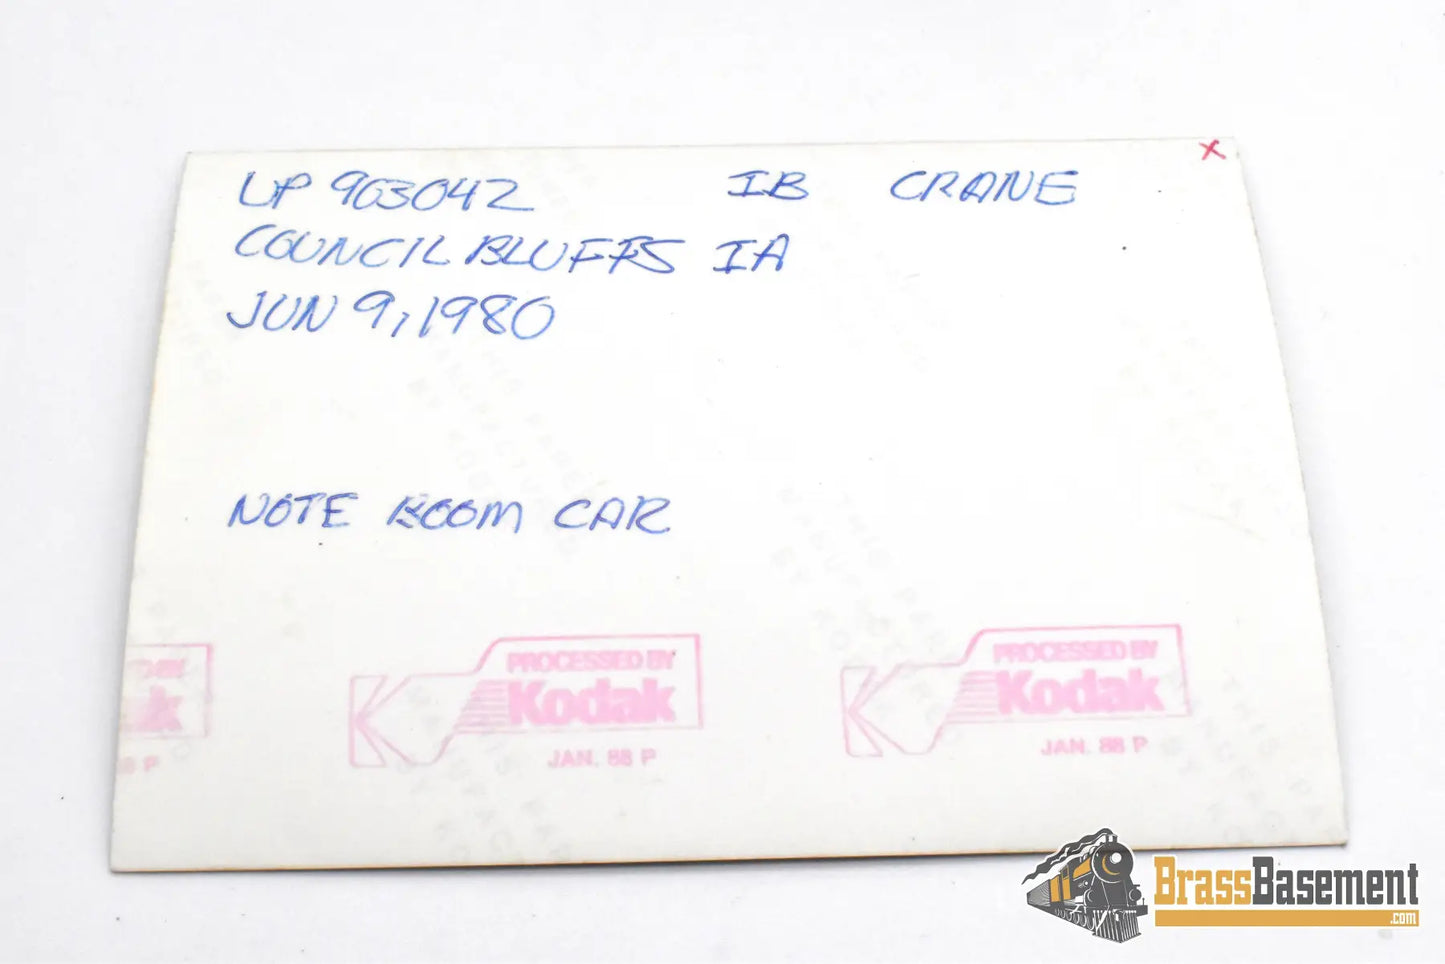 UP 903042 IB CRANE
COUNCIL BLUFFS IA
JUN 9, 1980
NOTE BOOM CAR
PROCESSED BY
Kodak
JAN. 88 P
PROCESSED BY
Kodak
JAN. 88 P
BrassBasement
.com